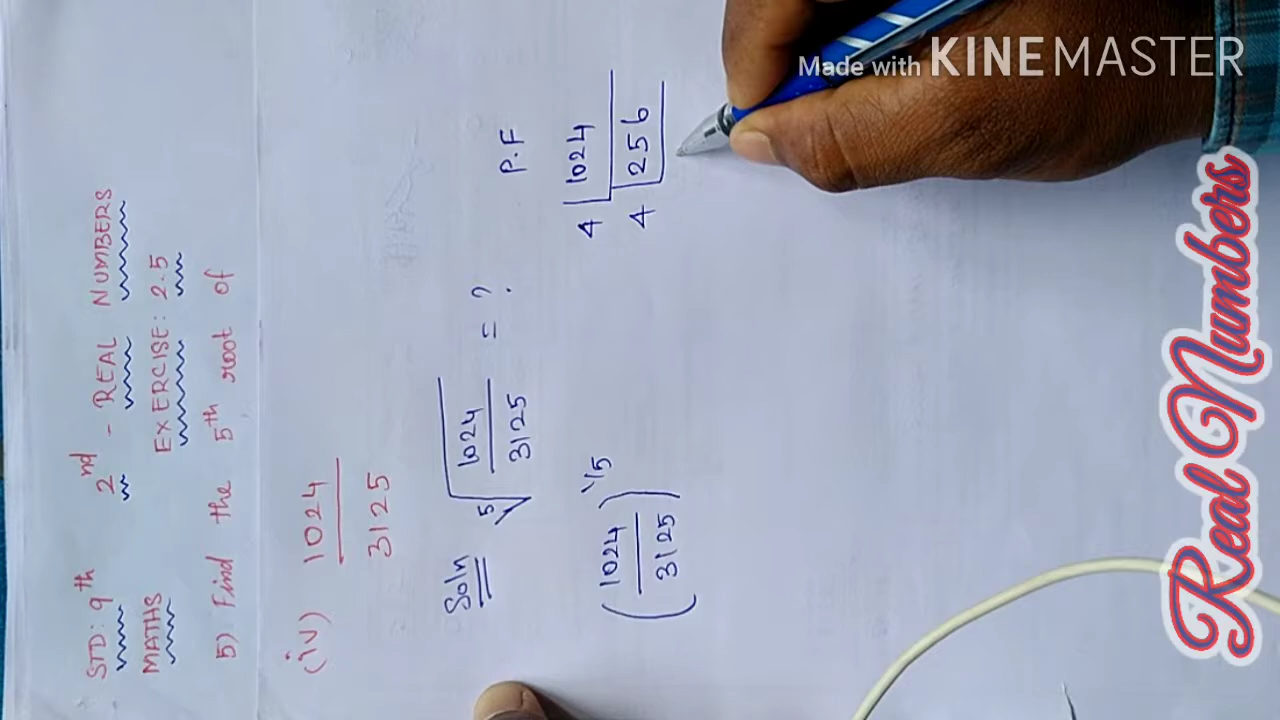 STD: 9th 2nd - REAL NUMBERS
MATHS EXERCISE: 2.5
5) Find the 5th root of
(iv) 1024
3125
Soln 5√1024/3125 = ?
P.F
(1024/3125)^1/5
4 1024
4 256
Made with KINEMASTER
Real Numbers